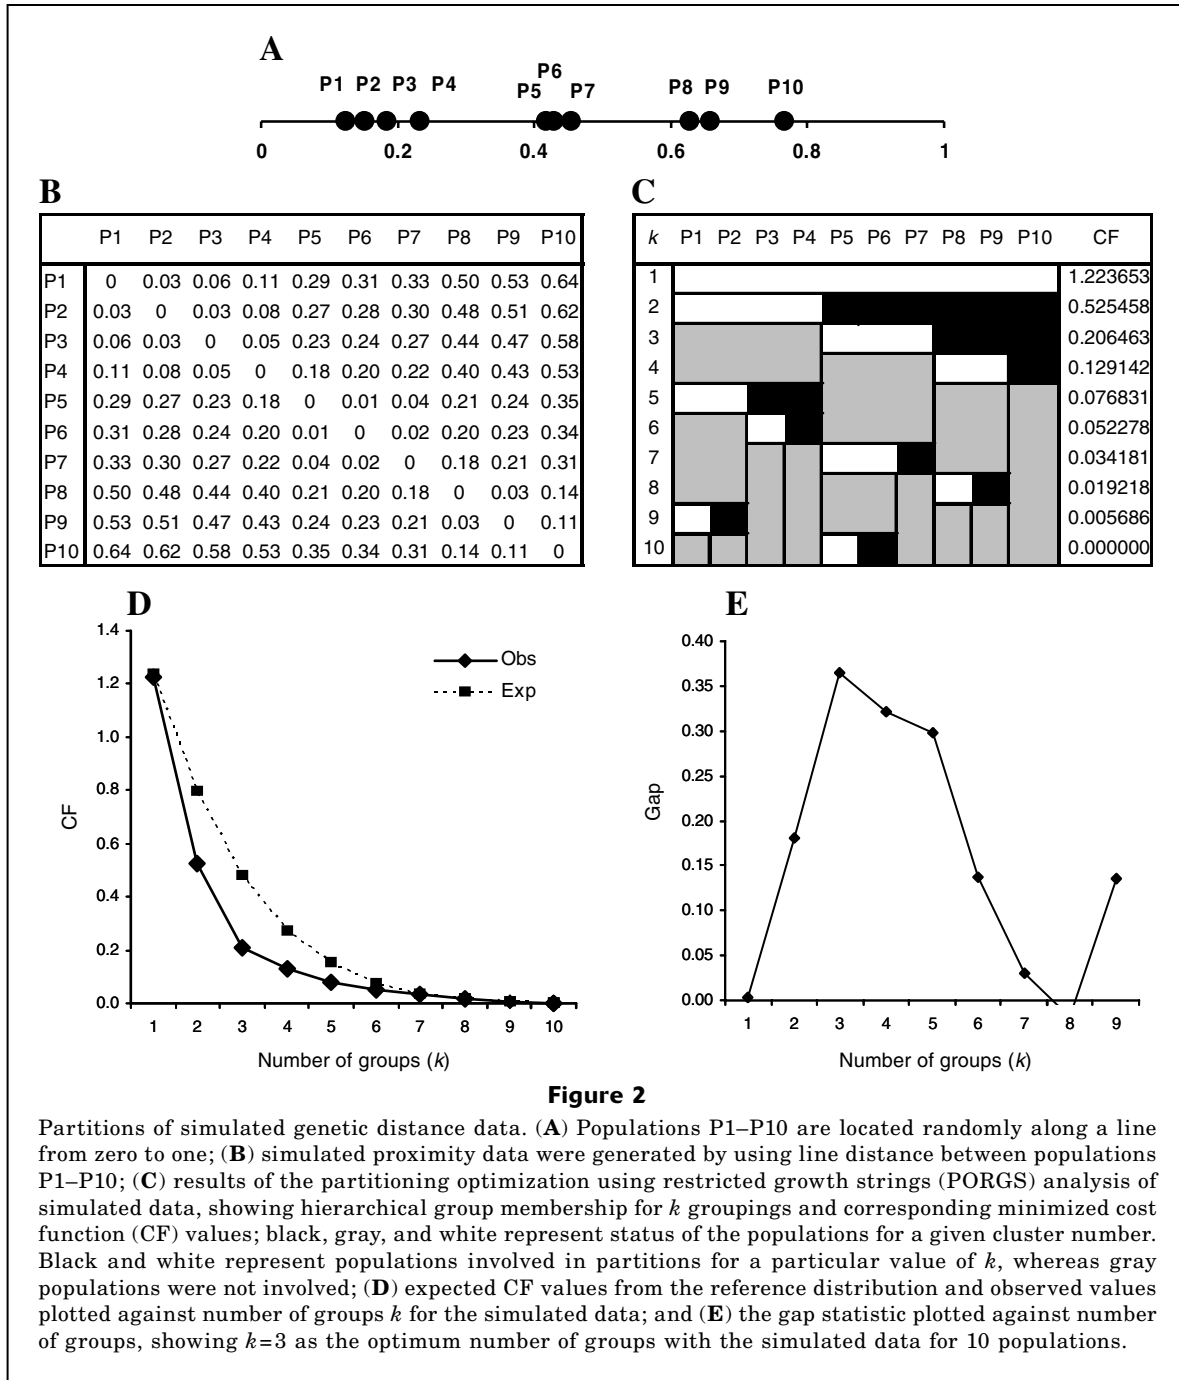 A
P6
P1 P2 P3 P4 P5 P7 P8 P9 P10
0 0.2 0.4 0.6 0.8 1
B
P1 P2 P3 P4 P5 P6 P7 P8 P9 P10
P1 0 0.03 0.06 0.11 0.29 0.31 0.33 0.50 0.53 0.64
P2 0.03 0 0.03 0.08 0.27 0.28 0.30 0.48 0.51 0.62
P3 0.06 0.03 0 0.05 0.23 0.24 0.27 0.44 0.47 0.58
P4 0.11 0.08 0.05 0 0.18 0.20 0.22 0.40 0.43 0.53
P5 0.29 0.27 0.23 0.18 0 0.01 0.04 0.21 0.24 0.35
P6 0.31 0.28 0.24 0.20 0.01 0 0.02 0.20 0.23 0.34
P7 0.33 0.30 0.27 0.22 0.04 0.02 0 0.18 0.21 0.31
P8 0.50 0.48 0.44 0.40 0.21 0.20 0.18 0 0.03 0.14
P9 0.53 0.51 0.47 0.43 0.24 0.23 0.21 0.03 0 0.11
P10 0.64 0.62 0.58 0.53 0.35 0.34 0.31 0.14 0.11 0
C
k P1 P2 P3 P4 P5 P6 P7 P8 P9 P10 CF
1 1.223653
2 0.525458
3 0.206463
4 0.129142
5 0.076831
6 0.052278
7 0.034181
8 0.019218
9 0.005686
10 0.000000
D
1.4
1.2
1.0
0.8
0.6
0.4
0.2
0.0
CF
Obs
Exp
1 2 3 4 5 6 7 8 9 10
Number of groups (k)
E
0.40
0.35
0.30
0.25
0.20
0.15
0.10
0.05
0.00
Gap
1 2 3 4 5 6 7 8 9
Number of groups (k)
Figure 2
Partitions of simulated genetic distance data. (A) Populations P1–P10 are located randomly along a line
from zero to one; (B) simulated proximity data were generated by using line distance between populations
P1–P10; (C) results of the partitioning optimization using restricted growth strings (PORGS) analysis of
simulated data, showing hierarchical group membership for k groupings and corresponding minimized cost
function (CF) values; black, gray, and white represent status of the populations for a given cluster number.
Black and white represent populations involved in partitions for a particular value of k, whereas gray
populations were not involved; (D) expected CF values from the reference distribution and observed values
plotted against number of groups k for the simulated data; and (E) the gap statistic plotted against number
of groups, showing k=3 as the optimum number of groups with the simulated data for 10 populations.